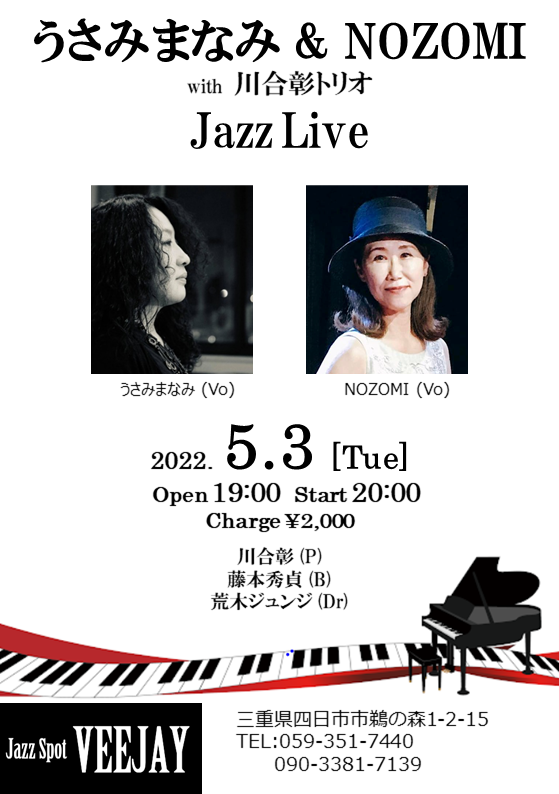 うさみまなみ & NOZOMI
with 川合彰トリオ
Jazz Live
うさみまなみ (Vo)
NOZOMI (Vo)
2022. 5.3 [Tue]
Open 19:00 Start 20:00
Charge ¥2,000
川合彰 (P)
藤本秀貞 (B)
荒木ジュンジ (Dr)
Jazz Spot VEEJAY
三重県四日市市鵜の森1-2-15
TEL:059-351-7440
090-3381-7139